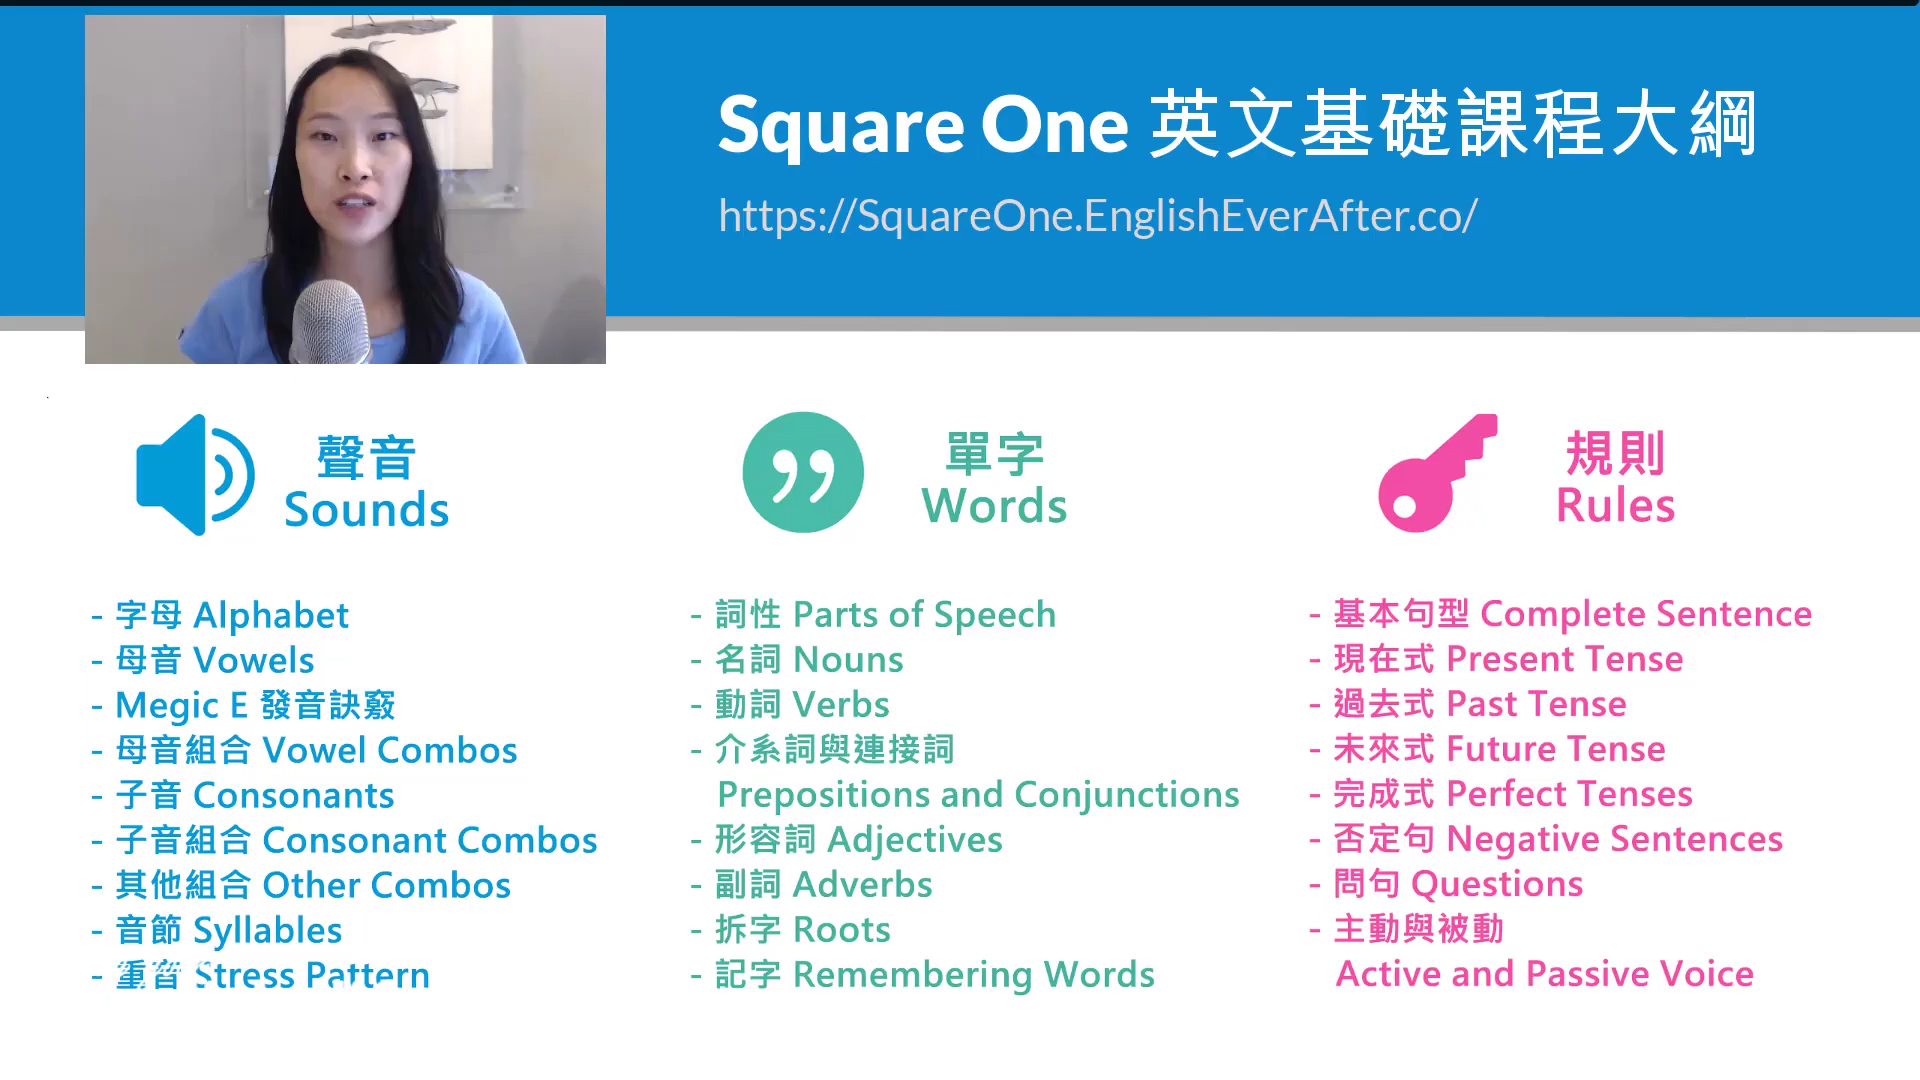 Square One 英文基礎課程大綱
https://SquareOne.EnglishEverAfter.co/
聲音
Sounds
- 字母 Alphabet
- 母音 Vowels
- Megic E 發音訣竅
- 母音組合 Vowel Combos
- 子音 Consonants
- 子音組合 Consonant Combos
- 其他組合 Other Combos
- 音節 Syllables
- 重音 Stress Pattern
單字
Words
- 詞性 Parts of Speech
- 名詞 Nouns
- 動詞 Verbs
- 介系詞與連接詞
Prepositions and Conjunctions
- 形容詞 Adjectives
- 副詞 Adverbs
- 拆字 Roots
- 記字 Remembering Words
規則
Rules
- 基本句型 Complete Sentence
- 現在式 Present Tense
- 過去式 Past Tense
- 未來式 Future Tense
- 完成式 Perfect Tenses
- 否定句 Negative Sentences
- 問句 Questions
- 主動與被動
Active and Passive Voice